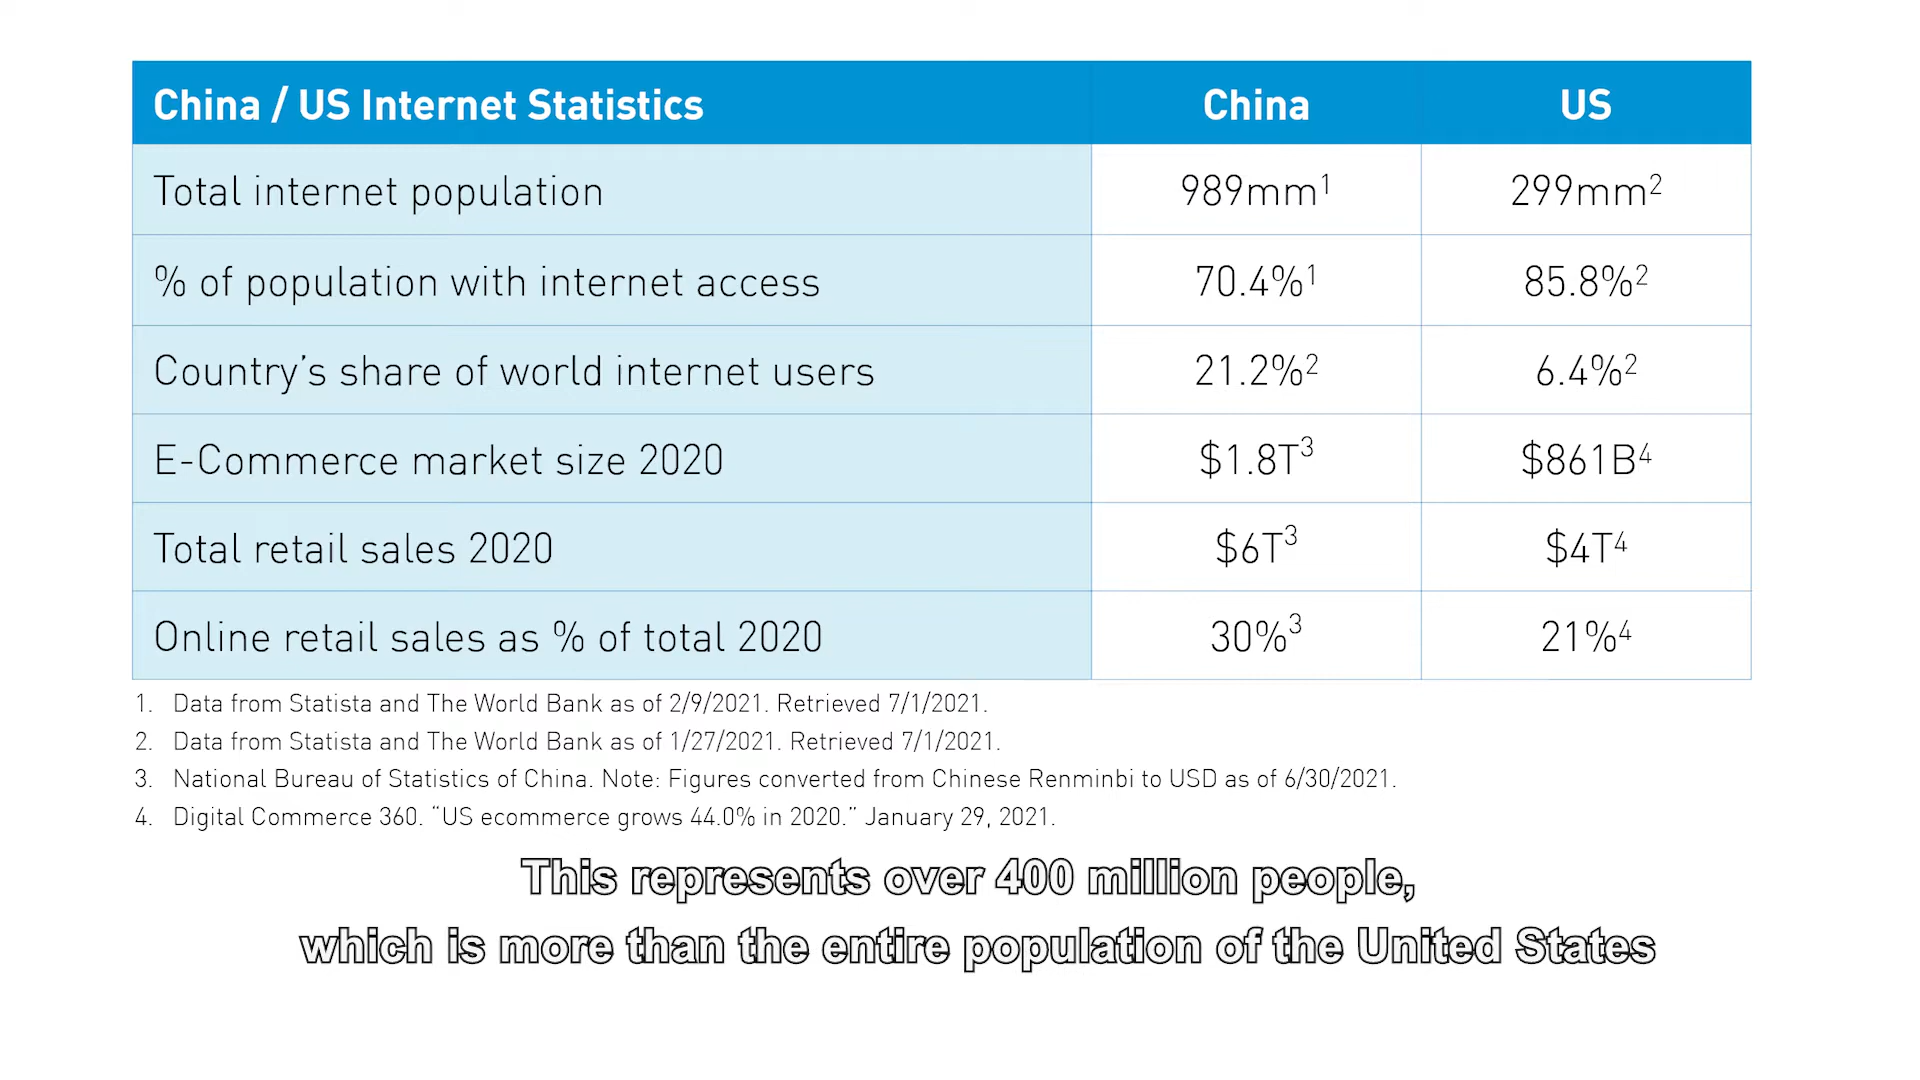 China / US Internet Statistics China US
Total internet population 989mm¹ 299mm²
% of population with internet access 70.4%¹ 85.8%²
Country’s share of world internet users 21.2%² 6.4%²
E-Commerce market size 2020 $1.8T³ $861B⁴
Total retail sales 2020 $6T³ $4T⁴
Online retail sales as % of total 2020 30%³ 21%⁴
1. Data from Statista and The World Bank as of 2/9/2021. Retrieved 7/1/2021.
2. Data from Statista and The World Bank as of 1/27/2021. Retrieved 7/1/2021.
3. National Bureau of Statistics of China. Note: Figures converted from Chinese Renminbi to USD as of 6/30/2021.
4. Digital Commerce 360. “US ecommerce grows 44.0% in 2020.” January 29, 2021.
This represents over 400 million people,
which is more than the entire population of the United States